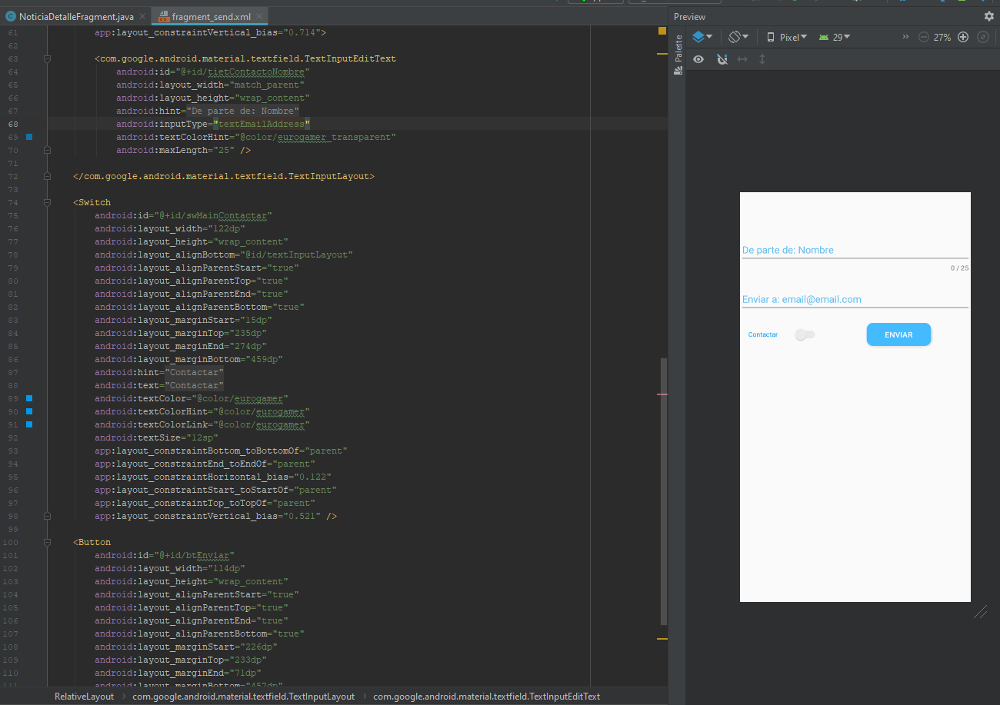 NoticiaDetalleFragment.java
fragment_send.xml
61 app:layout_constraintVertical_bias="0.714">
62
63 <com.google.android.material.textfield.TextInputEditText
64 android:id="@+id/tietContactoNombre"
65 android:layout_width="match_parent"
66 android:layout_height="wrap_content"
67 android:hint="De parte de: Nombre"
68 android:inputType="textEmailAddress"
69 android:textColorHint="@color/eurogamer_transparent"
70 android:maxLength="25" />
71
72 </com.google.android.material.textfield.TextInputLayout>
73
74 <Switch
75 android:id="@+id/swMainContactar"
76 android:layout_width="122dp"
77 android:layout_height="wrap_content"
78 android:layout_alignBottom="@id/textInputLayout"
79 android:layout_alignParentStart="true"
80 android:layout_alignParentTop="true"
81 android:layout_alignParentEnd="true"
82 android:layout_alignParentBottom="true"
83 android:layout_marginStart="15dp"
84 android:layout_marginTop="235dp"
85 android:layout_marginEnd="274dp"
86 android:layout_marginBottom="459dp"
87 android:hint="Contactar"
88 android:text="Contactar"
89 android:textColor="@color/eurogamer"
90 android:textColorHint="@color/eurogamer"
91 android:textColorLink="@color/eurogamer"
92 android:textSize="12sp"
93 app:layout_constraintBottom_toBottomOf="parent"
94 app:layout_constraintEnd_toEndOf="parent"
95 app:layout_constraintHorizontal_bias="0.122"
96 app:layout_constraintStart_toStartOf="parent"
97 app:layout_constraintTop_toTopOf="parent"
98 app:layout_constraintVertical_bias="0.521" />
99
100 <Button
101 android:id="@+id/btEnviar"
102 android:layout_width="114dp"
103 android:layout_height="wrap_content"
104 android:layout_alignParentStart="true"
105 android:layout_alignParentTop="true"
106 android:layout_alignParentEnd="true"
107 android:layout_alignParentBottom="true"
108 android:layout_marginStart="226dp"
109 android:layout_marginTop="233dp"
110 android:layout_marginEnd="71dp"
111 android:layout_marginBottom="457dp"
RelativeLayout > com.google.android.material.textfield.TextInputLayout > com.google.android.material.textfield.TextInputEditText
Preview
Palette
Pixel
29
27%
De parte de: Nombre
0 / 25
Enviar a: email@email.com
Contactar
ENVIAR